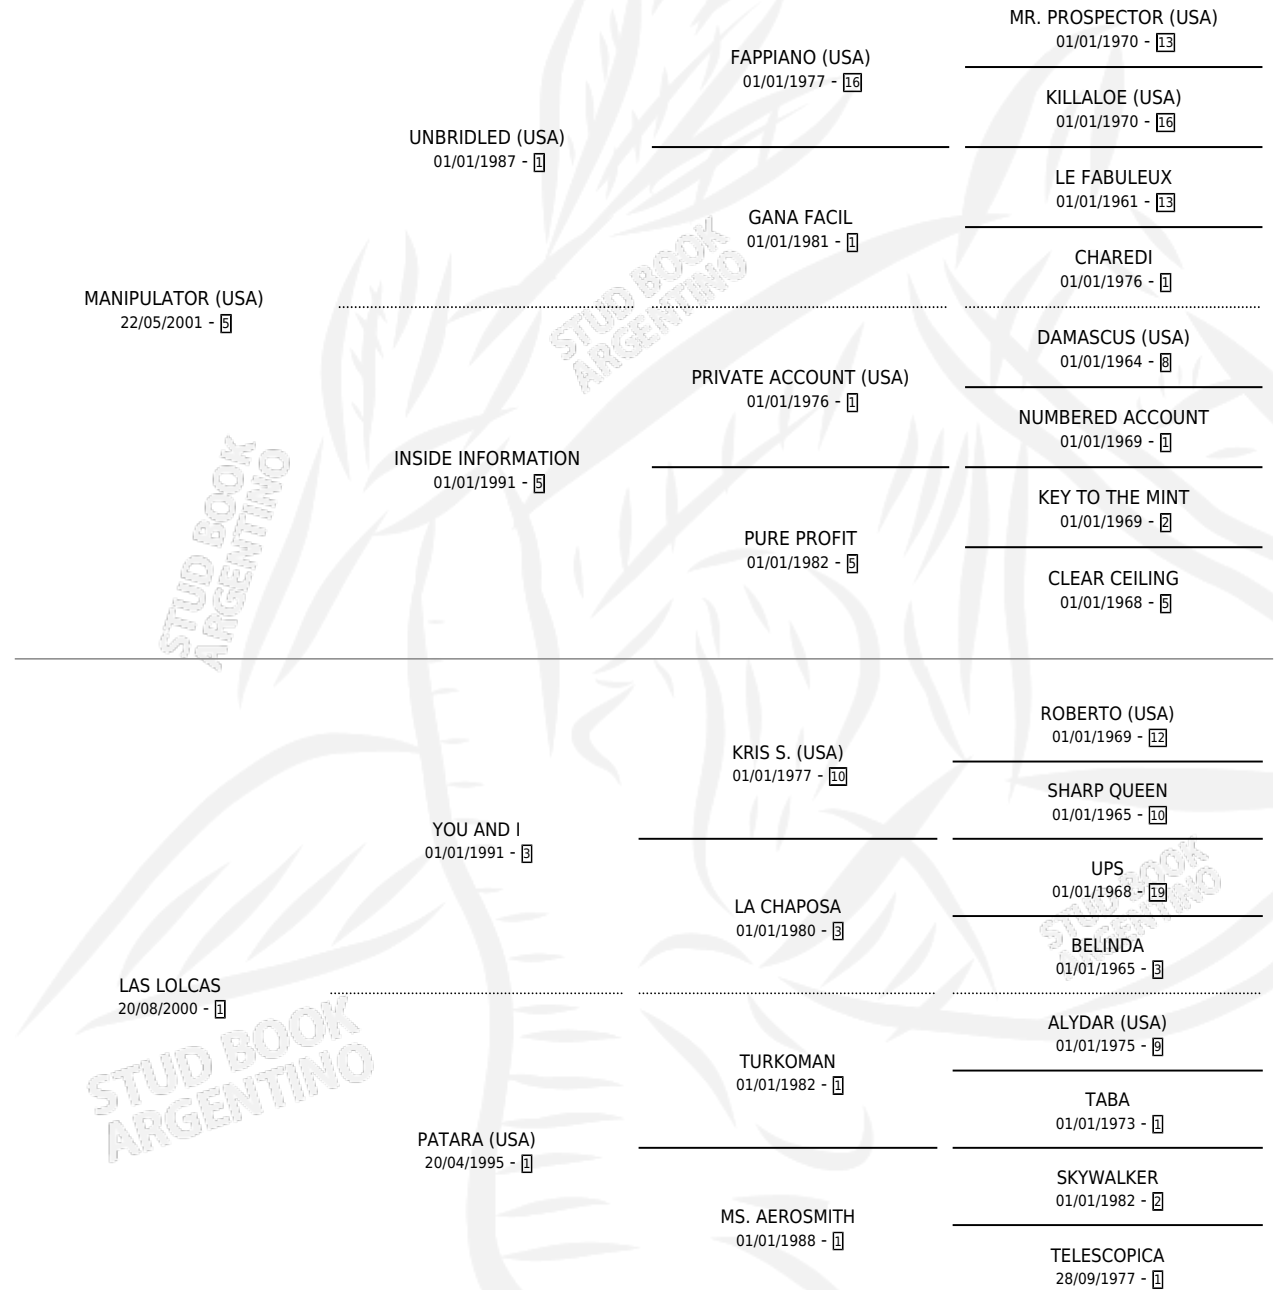 MR. PROSPECTOR (USA)
01/01/1970 - 13
FAPPIANO (USA)
01/01/1977 - 16
KILLALOE (USA)
01/01/1970 - 16
UNBRIDLED (USA)
01/01/1987 - 1
LE FABULEUX
01/01/1961 - 13
GANA FACIL
01/01/1981 - 1
CHAREDI
01/01/1976 - 1
MANIPULATOR (USA)
22/05/2001 - 5
DAMASCUS (USA)
01/01/1964 - 8
PRIVATE ACCOUNT (USA)
01/01/1976 - 1
NUMBERED ACCOUNT
01/01/1969 - 1
INSIDE INFORMATION
01/01/1991 - 5
KEY TO THE MINT
01/01/1969 - 2
PURE PROFIT
01/01/1982 - 5
CLEAR CEILING
01/01/1968 - 5
ROBERTO (USA)
01/01/1969 - 12
KRIS S. (USA)
01/01/1977 - 10
SHARP QUEEN
01/01/1965 - 10
YOU AND I
01/01/1991 - 3
UPS
01/01/1968 - 19
LA CHAPOSA
01/01/1980 - 3
BELINDA
01/01/1965 - 3
LAS LOLCAS
20/08/2000 - 1
ALYDAR (USA)
01/01/1975 - 9
TURKOMAN
01/01/1982 - 1
TABA
01/01/1973 - 1
PATARA (USA)
20/04/1995 - 1
SKYWALKER
01/01/1982 - 2
MS. AEROSMITH
01/01/1988 - 1
TELESCOPICA
28/09/1977 - 1
STUD BOOK
ARGENTINO
STUD BOOK
ARGENTINO
STUD BOOK
ARGENTINO
STUD BOOK
ARGENTINO